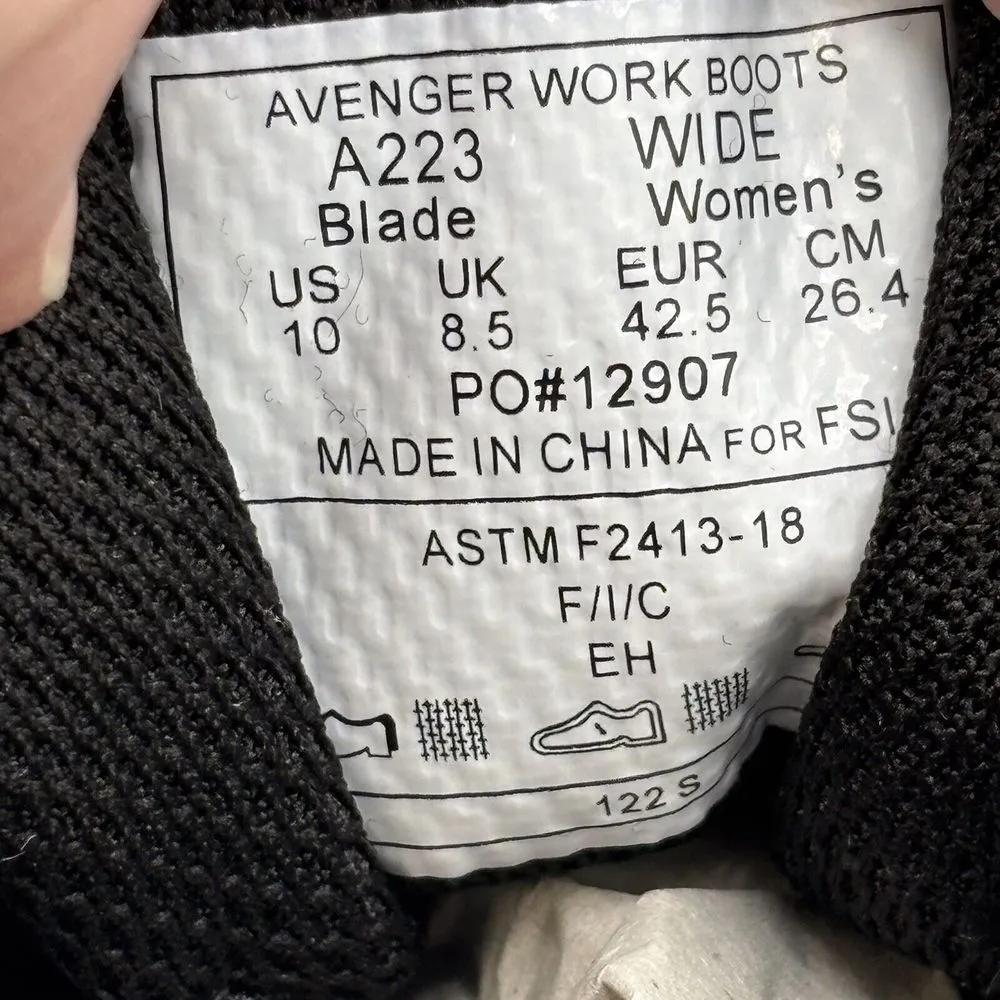 AVENGER WORK BOOTS
A223 WIDE
Blade Women's
US UK EUR CM
10 8.5 42.5 26.4
PO#12907
MADE IN CHINA FOR FSI
ASTM F2413-18
F/I/C
EH
122 S